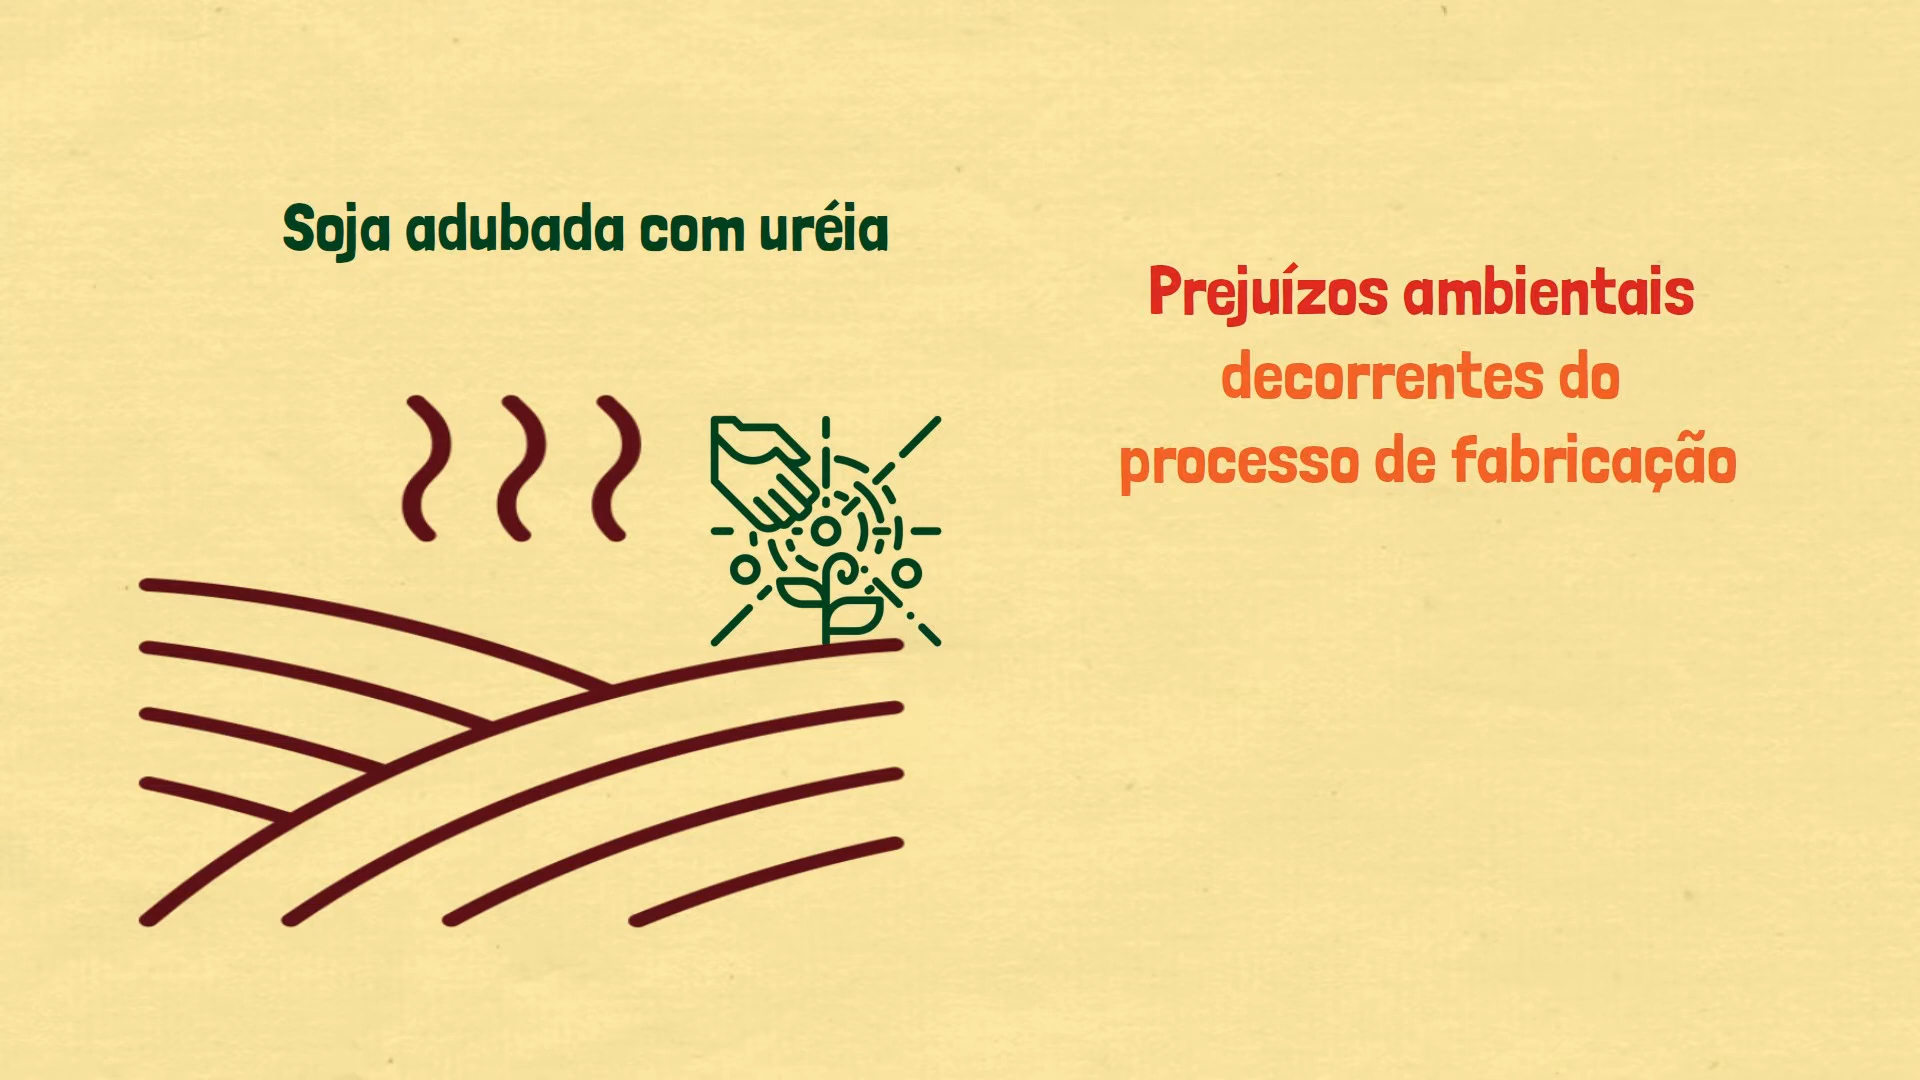 Soja adubada com uréia
Prejuízos ambientais
decorrentes do
processo de fabricação